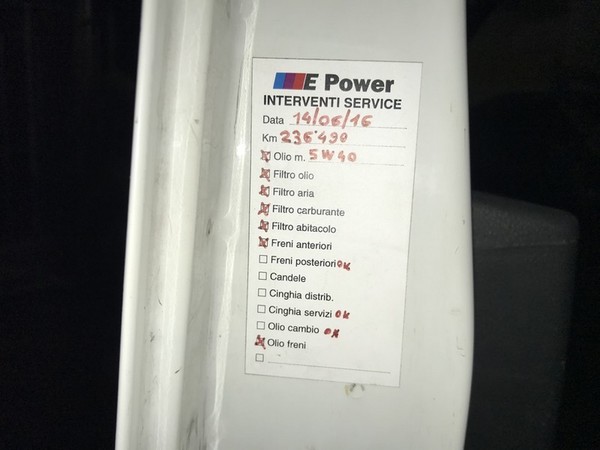 E Power
INTERVENTI SERVICE
Data 14/06/16
Km 236'490
Olio m. 5W40
Filtro olio
Filtro aria
Filtro carburante
Filtro abitacolo
Freni anteriori
Freni posteriori ok
Candele
Cinghia distrib.
Cinghia servizi ok
Olio cambio ok
Olio freni